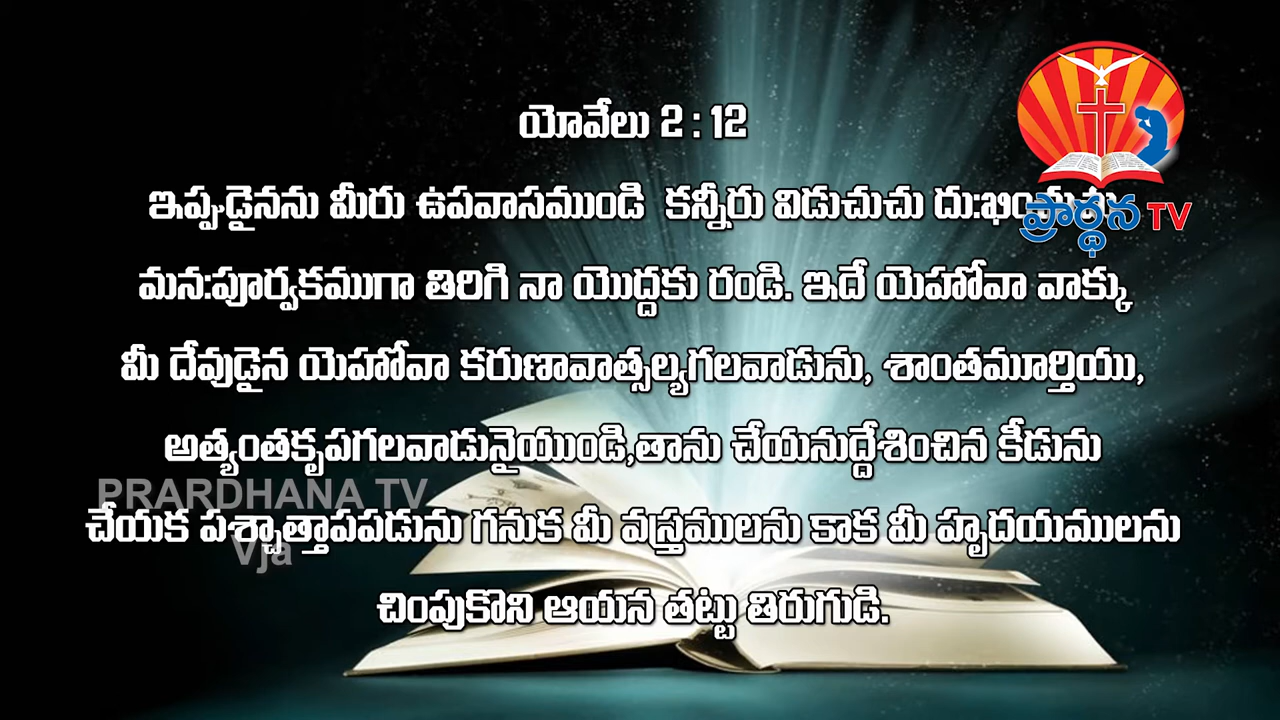 యోవేలు 2 : 12
ఇప్పుడైనను మీరు ఉపవాసముండి కన్నీరు విడుచుచు
మన:పూర్వకముగా తిరిగి నా యొద్దకు రండి. ఇదే యెహోవా వాక్కు
మీ దేవుడైన యెహోవా కరుణావాత్సల్యగలవాడును, శాంతమూర్తియు,
అత్యంతకృపగలవాడునైయుండి,తాను చేయనుద్దేశించిన కీడును
చేయక పశ్చాత్తాపపడును గనుక మీ వస్త్రములను కాక మీ హృదయములను
చింపుకొని ఆయన తట్టు తిరుగుడి.
ప్రార్థన TV
PRARDHANA TV
Vja